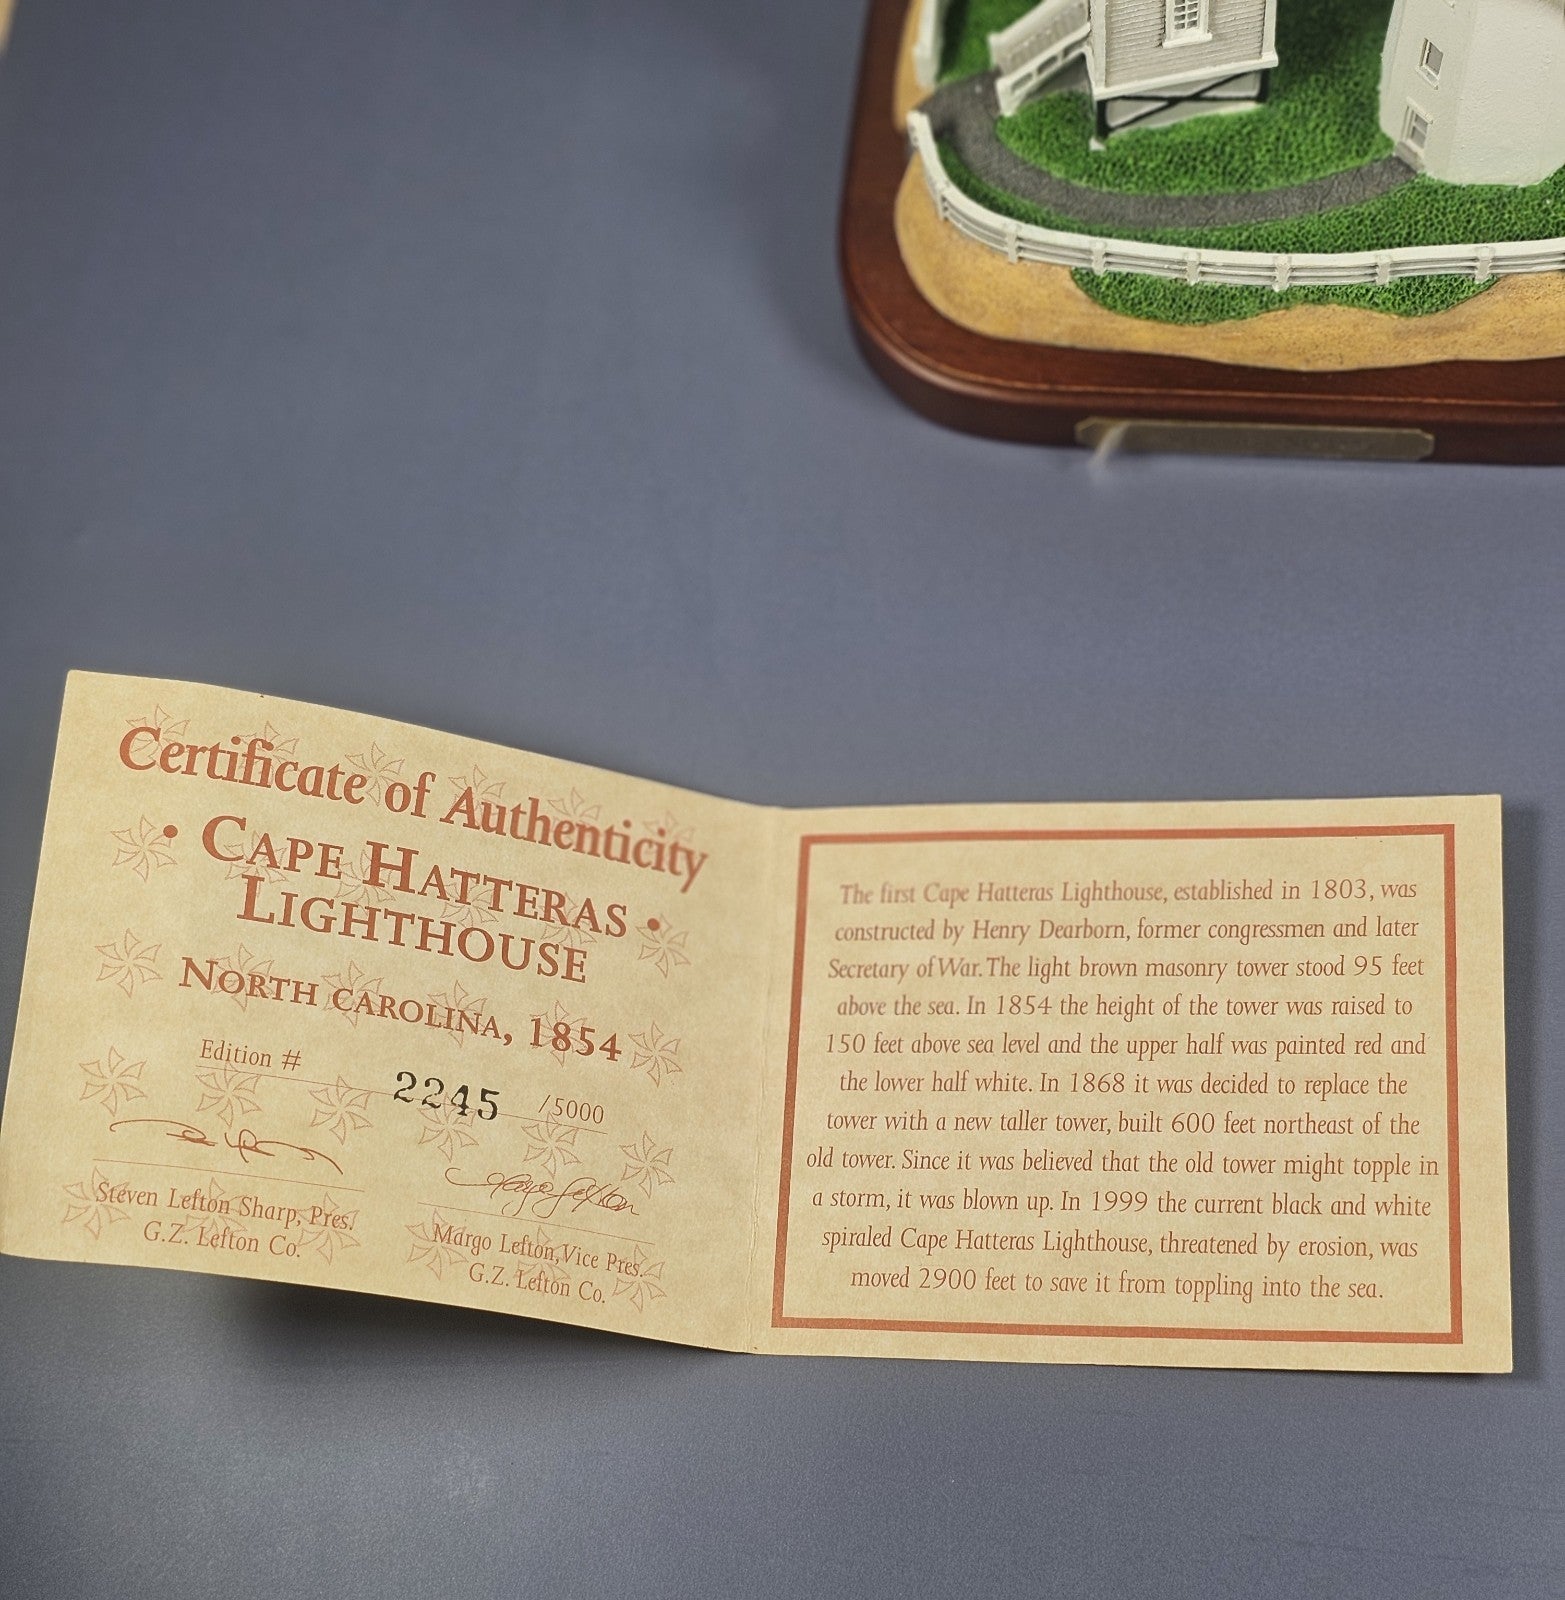 Certificate of Authenticity
• CAPE HATTERAS •
LIGHTHOUSE
NORTH CAROLINA, 1854
Edition # 2245 /5000
Steven Lefton Sharp, Pres.
G.Z. Lefton Co.
Margo Lefton, Vice Pres.
G.Z. Lefton Co.
The first Cape Hatteras Lighthouse, established in 1803, was
constructed by Henry Dearborn, former congressmen and later
Secretary of War. The light brown masonry tower stood 95 feet
above the sea. In 1854 the height of the tower was raised to
150 feet above sea level and the upper half was painted red and
the lower half white. In 1868 it was decided to replace the
tower with a new taller tower, built 600 feet northeast of the
old tower. Since it was believed that the old tower might topple in
a storm, it was blown up. In 1999 the current black and white
spiraled Cape Hatteras Lighthouse, threatened by erosion, was
moved 2900 feet to save it from toppling into the sea.